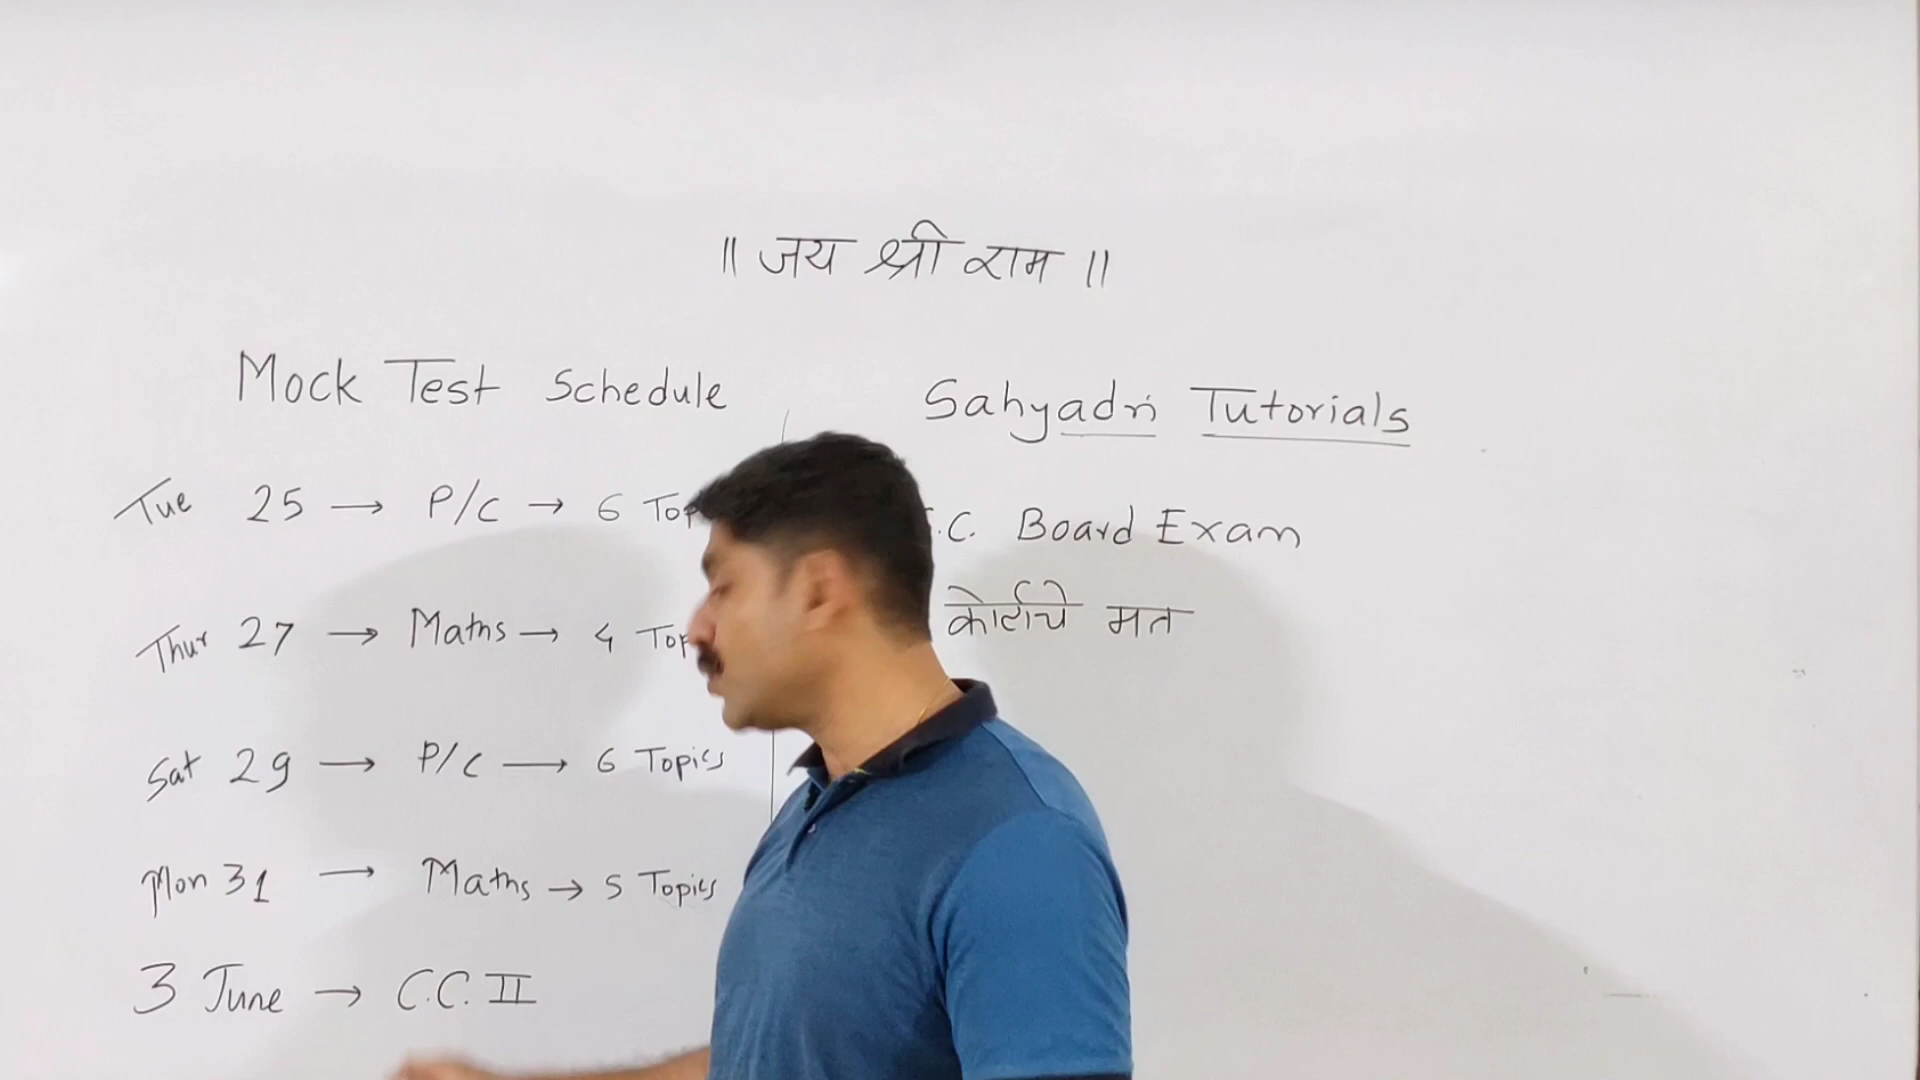 ॥ जय श्री राम ॥
Mock Test Schedule
Tue 25 → P/C → 6 Top
Thur 27 → Maths → 4 Top
Sat 29 → P/C → 6 Topics
Mon 31 → Maths → 5 Topics
3 June → C.C. II
Sahyadri Tutorials
.C. Board Exam
कोर्टाचे मत